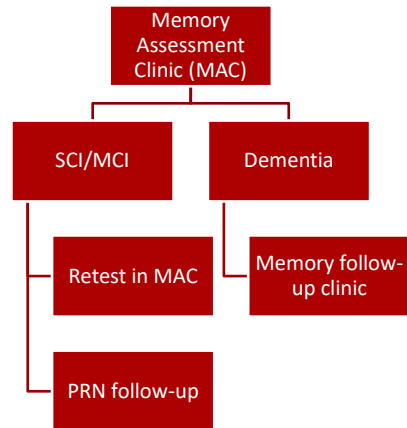 Memory
Assessment
Clinic (MAC)
SCI/MCI
Dementia
Retest in MAC
Memory follow-
up clinic
PRN follow-up